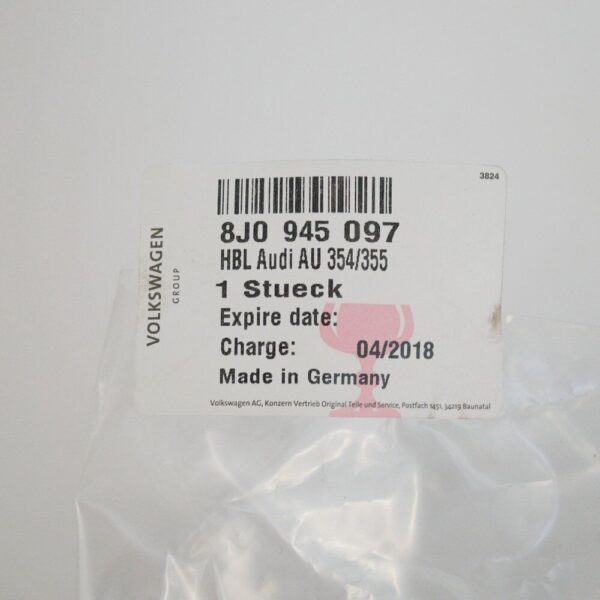 3824
VOLKSWAGEN
GROUP
8J0 945 097
HBL Audi AU 354/355
1 Stueck
Expire date:
Charge: 04/2018
Made in Germany
Volkswagen AG, Konzern Vertrieb Original Teile und Service, Postfach 1451, 34219 Baunatal